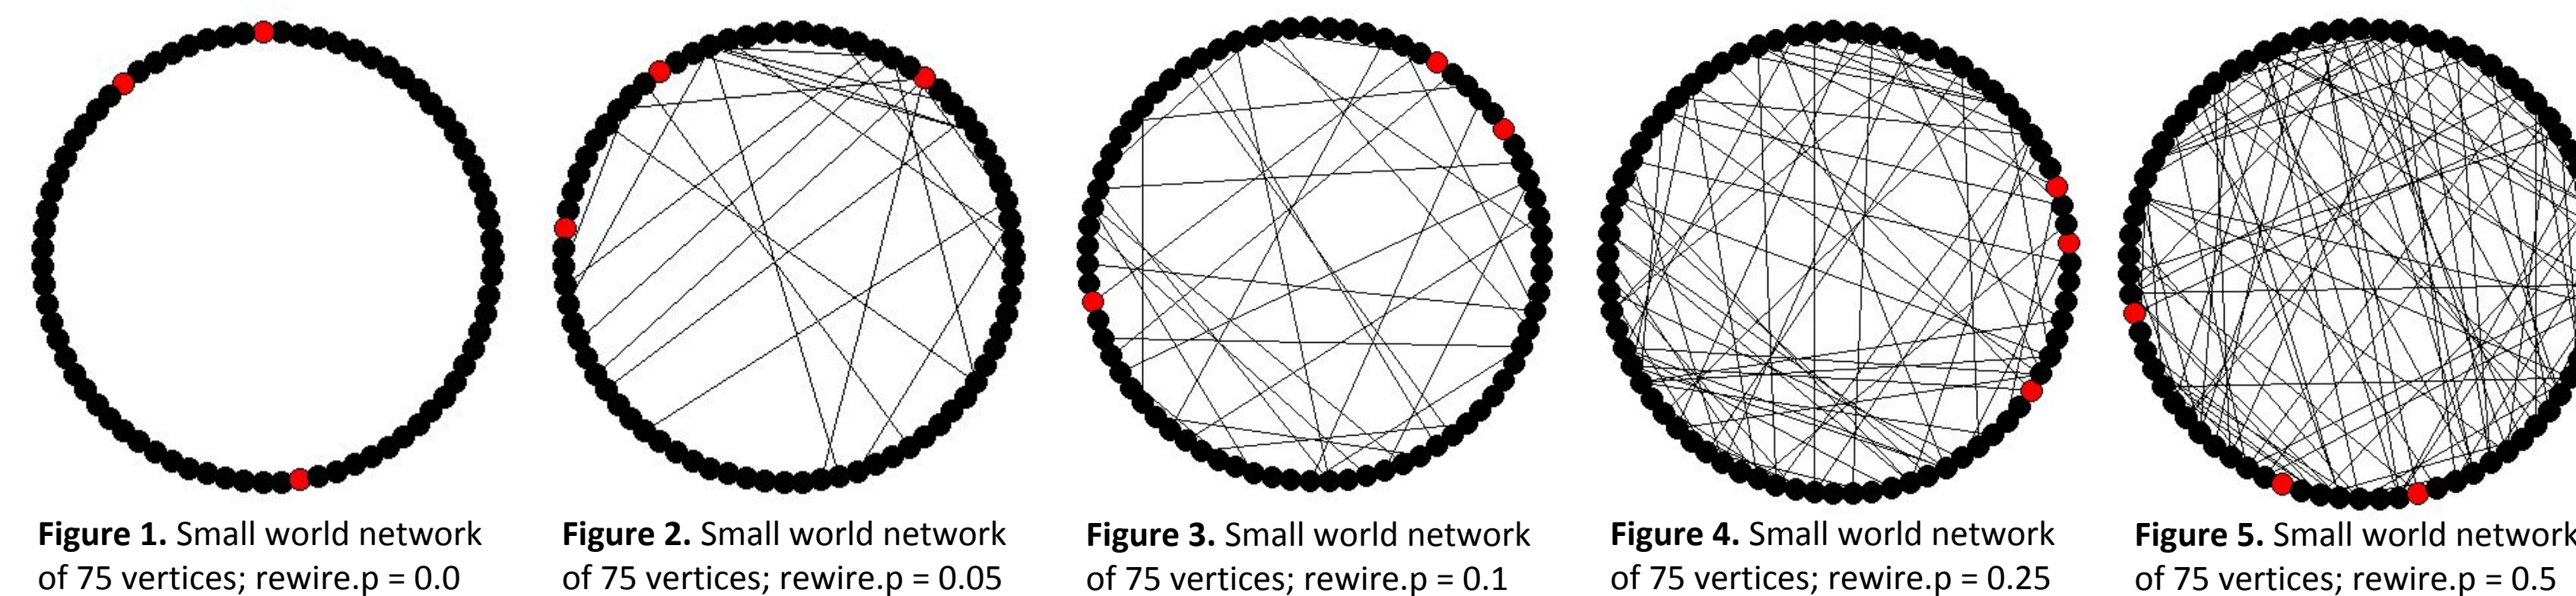 Figure 1. Small world network
of 75 vertices; rewire.p = 0.0
Figure 2. Small world network
of 75 vertices; rewire.p = 0.05
Figure 3. Small world network
of 75 vertices; rewire.p = 0.1
Figure 4. Small world network
of 75 vertices; rewire.p = 0.25
Figure 5. Small world network
of 75 vertices; rewire.p = 0.5